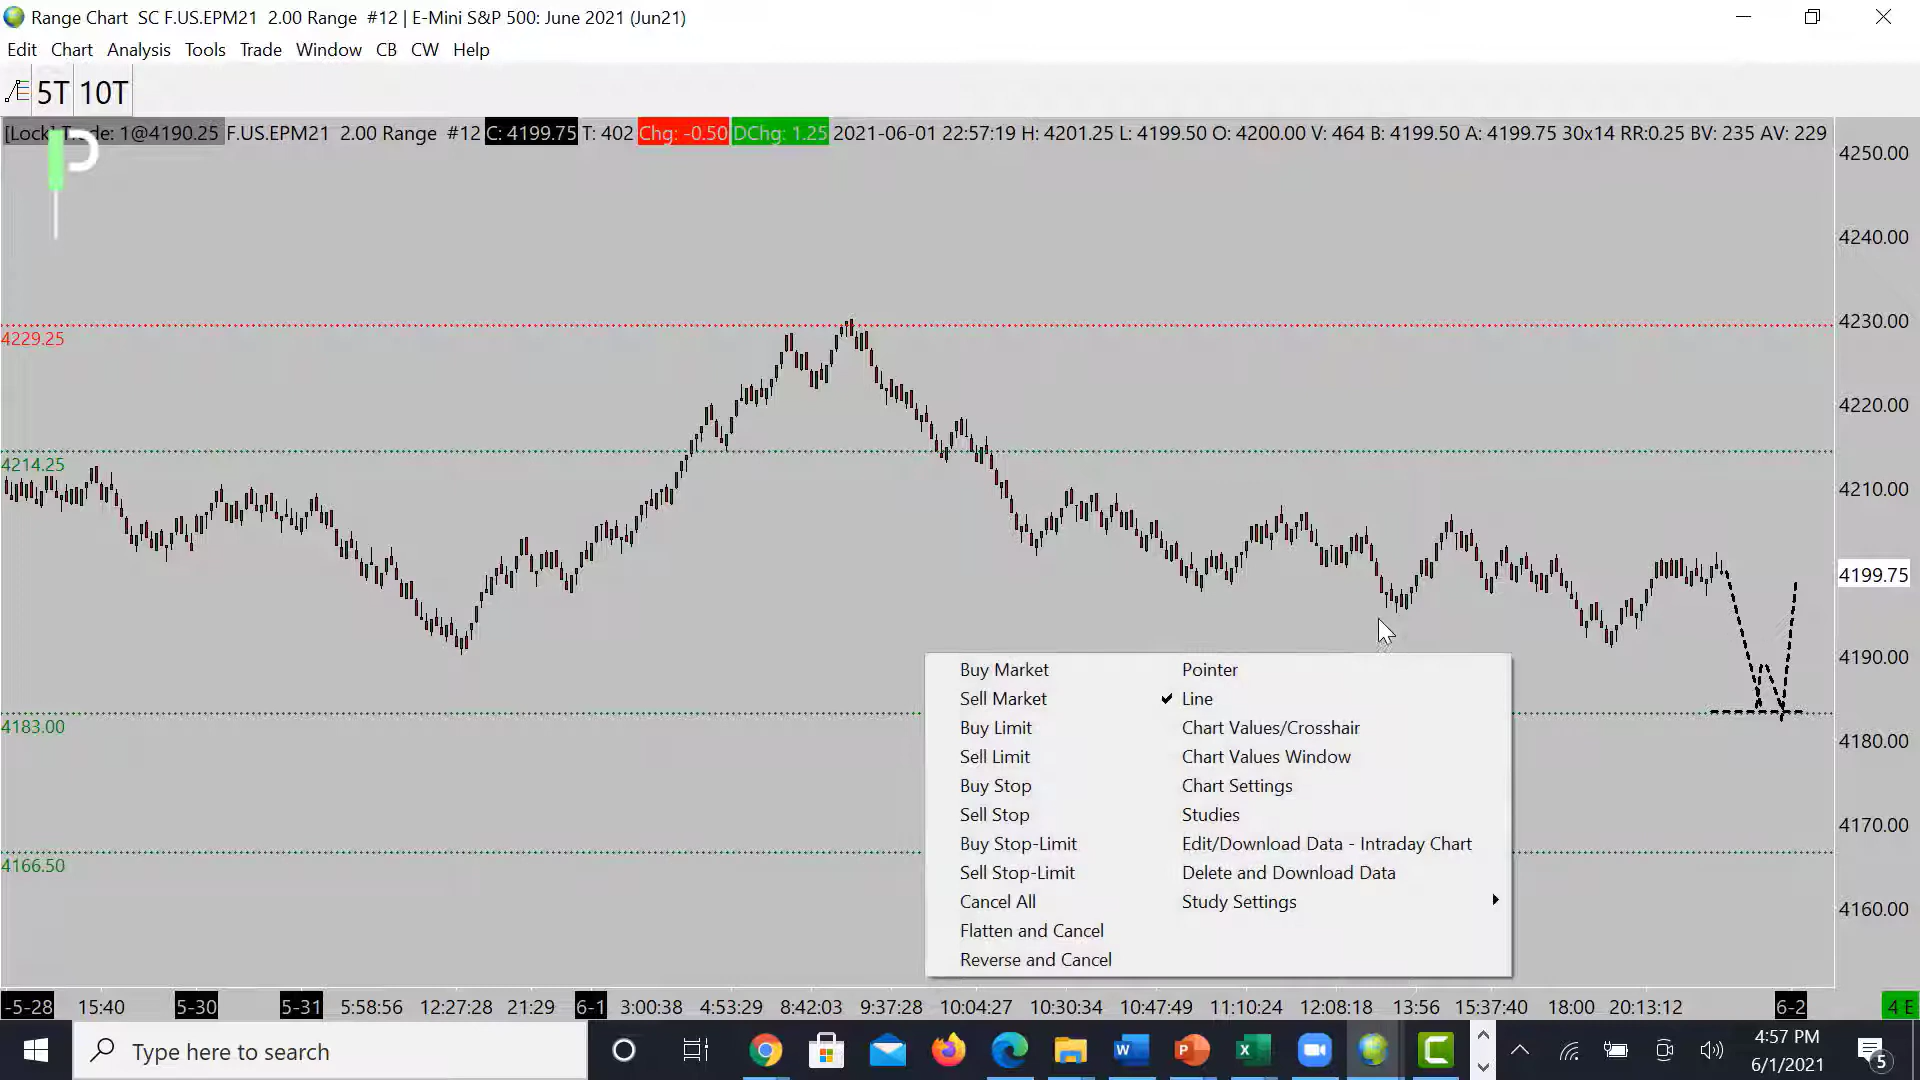 Range Chart SC F.US.EPM21 2.00 Range #12 | E-Mini S&P 500: June 2021 (Jun21)
Edit Chart Analysis Tools Trade Window CB CW Help
5T 10T
[Lock] de: 1@4190.25 F.US.EPM21 2.00 Range #12 C: 4199.75 T: 402 Chg: -0.50 DChg: 1.25 2021-06-01 22:57:19 H: 4201.25 L: 4199.50 O: 4200.00 V: 464 B: 4199.50 A: 4199.75 30x14 RR:0.25 BV: 235 AV: 229
4250.00
4240.00
4230.00
4229.25
4220.00
4214.25
4210.00
4199.75
4190.00
4183.00
4180.00
4170.00
4166.50
4160.00
Buy Market
Sell Market
Buy Limit
Sell Limit
Buy Stop
Sell Stop
Buy Stop-Limit
Sell Stop-Limit
Cancel All
Flatten and Cancel
Reverse and Cancel
Pointer
Line
Chart Values/Crosshair
Chart Values Window
Chart Settings
Studies
Edit/Download Data - Intraday Chart
Delete and Download Data
Study Settings
-5-28 15:40 5-30 5-31 5:58:56 12:27:28 21:29 6-1 3:00:38 4:53:29 8:42:03 9:37:28 10:04:27 10:30:34 10:47:49 11:10:24 12:08:18 13:56 15:37:40 18:00 20:13:12 6-2 4 E
Type here to search
4:57 PM
6/1/2021
5